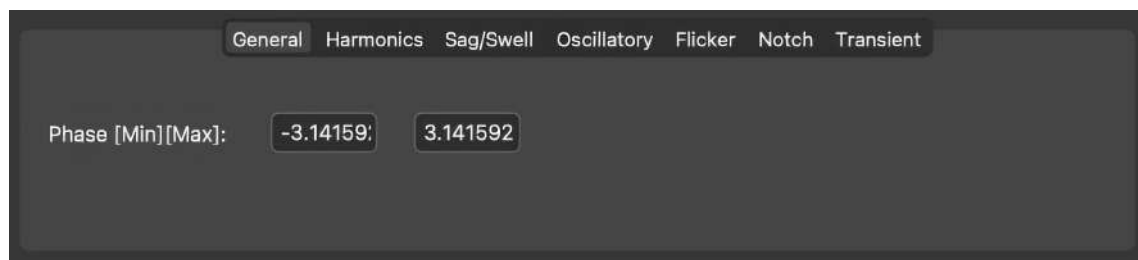 General Harmonics Sag/Swell Oscillatory Flicker Notch Transient
Phase [Min][Max]: -3.14159 3.141592